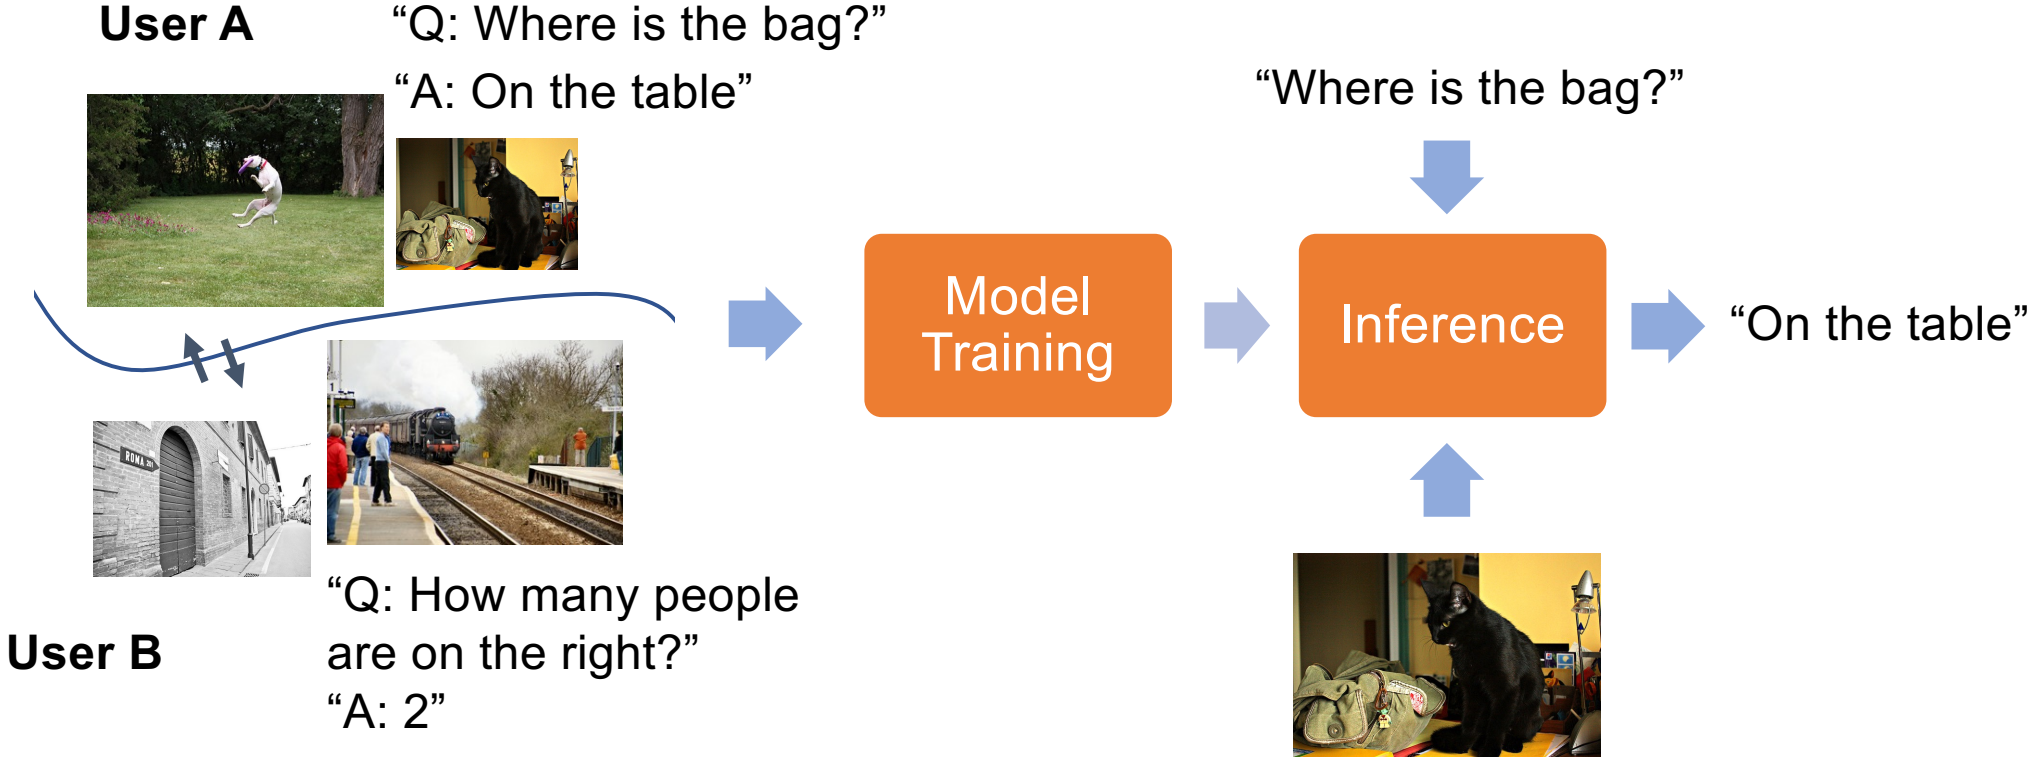 User A
“Q: Where is the bag?”
“A: On the table”
ROMA 201
User B
“Q: How many people
are on the right?”
“A: 2”
Model
Training
“Where is the bag?”
Inference
“On the table”